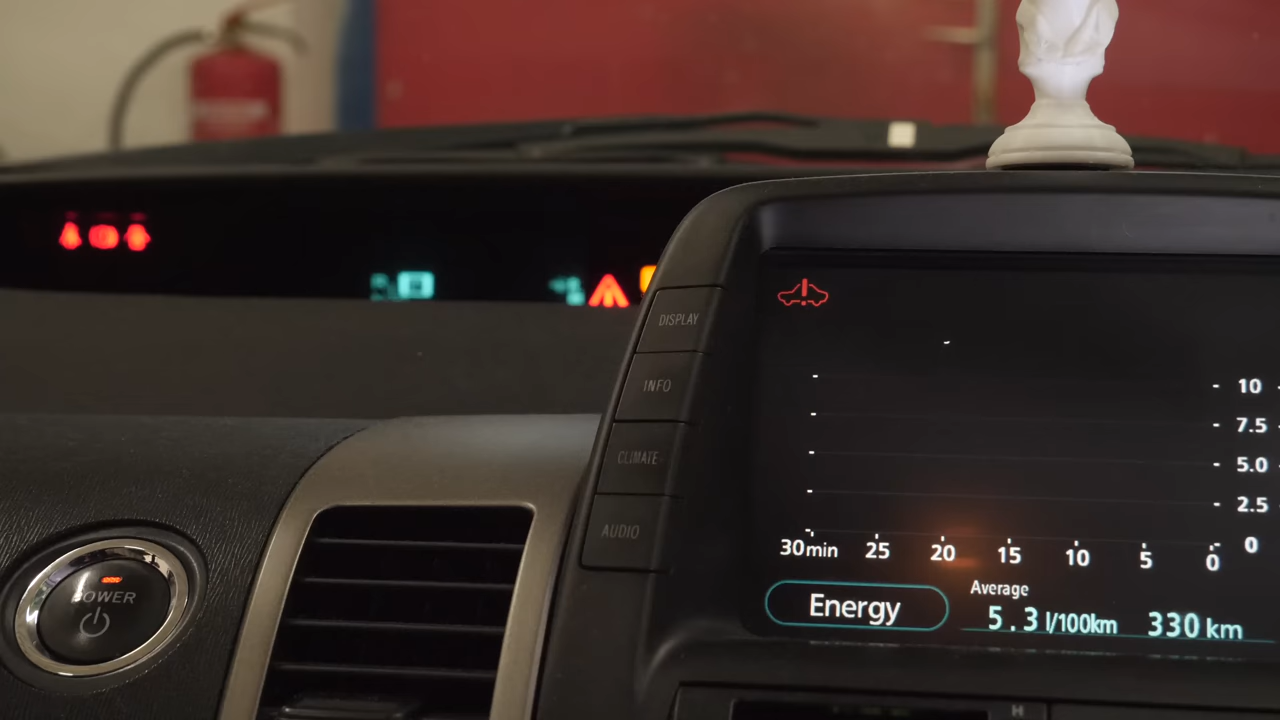 DISPLAY
INFO
CLIMATE
AUDIO
POWER
10
7.5
5.0
2.5
0
30min 25 20 15 10 5 0
Energy
Average
5.3 l/100km 330 km
H